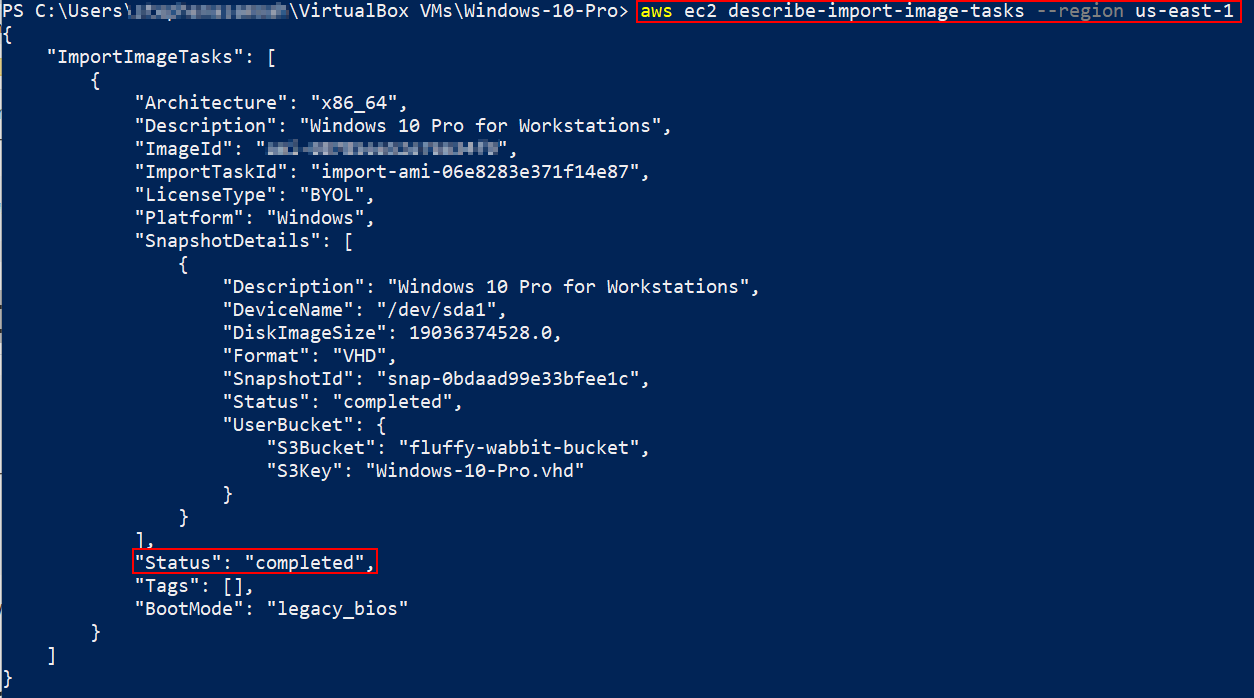 PS C:\Users\ \VirtualBox VMs\Windows-10-Pro> aws ec2 describe-import-image-tasks --region us-east-1
{
    "ImportImageTasks": [
        {
            "Architecture": "x86_64",
            "Description": "Windows 10 Pro for Workstations",
            "ImageId": " ",
            "ImportTaskId": "import-ami-06e8283e371f14e87",
            "LicenseType": "BYOL",
            "Platform": "Windows",
            "SnapshotDetails": [
                {
                    "Description": "Windows 10 Pro for Workstations",
                    "DeviceName": "/dev/sda1",
                    "DiskImageSize": 19036374528.0,
                    "Format": "VHD",
                    "SnapshotId": "snap-0bdaad99e33bfee1c",
                    "Status": "completed",
                    "UserBucket": {
                        "S3Bucket": "fluffy-wabbit-bucket",
                        "S3Key": "Windows-10-Pro.vhd"
                    }
                }
            ],
            "Status": "completed",
            "Tags": [],
            "BootMode": "legacy_bios"
        }
    ]
}